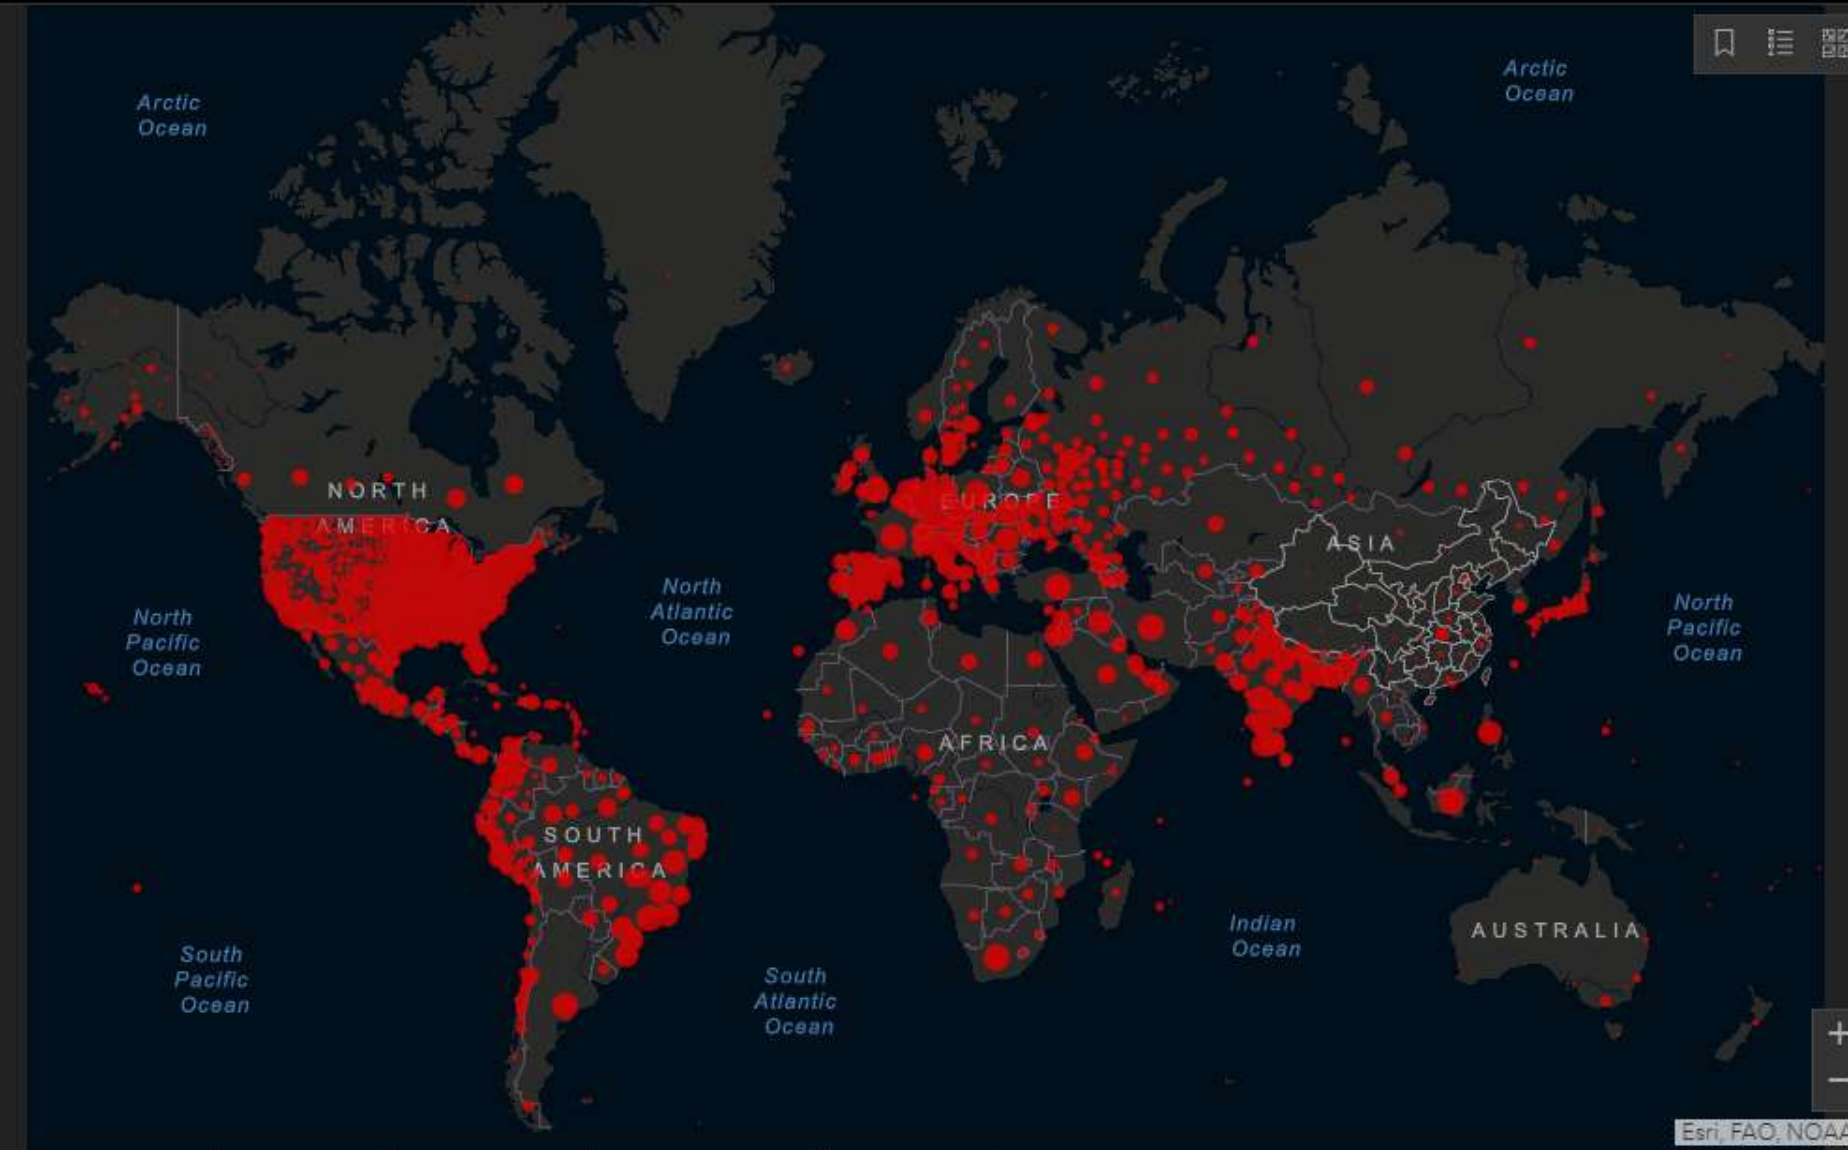 Arctic
Ocean
Arctic
Ocean
NORTH
AMERICA
EUROPE
ASIA
North
Atlantic
Ocean
North
Pacific
Ocean
North
Pacific
Ocean
AFRICA
SOUTH
AMERICA
Indian
Ocean
AUSTRALIA
South
Pacific
Ocean
South
Atlantic
Ocean
Esri, FAO, NOAA